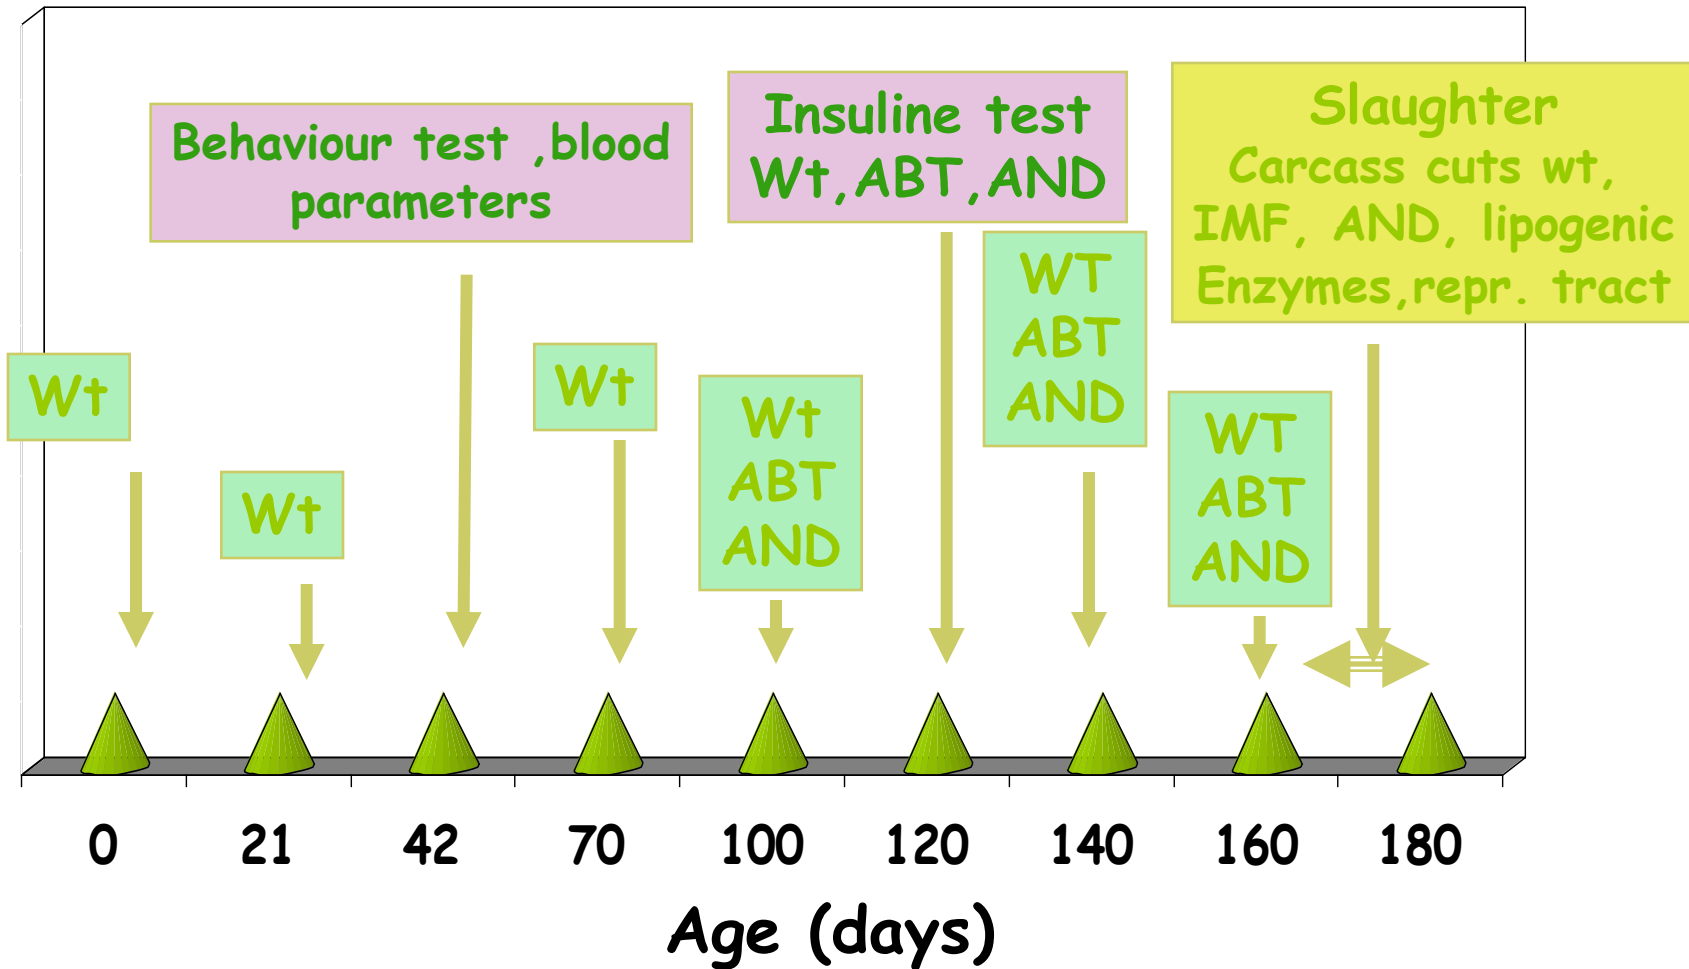 Behaviour test ,blood
parameters
Insuline test
Wt,ABT,AND
Slaughter
Carcass cuts wt,
IMF, AND, lipogenic
Enzymes,repr. tract
Wt
Wt
Wt
Wt
ABT
AND
WT
ABT
AND
WT
ABT
AND
0 21 42 70 100 120 140 160 180
Age (days)